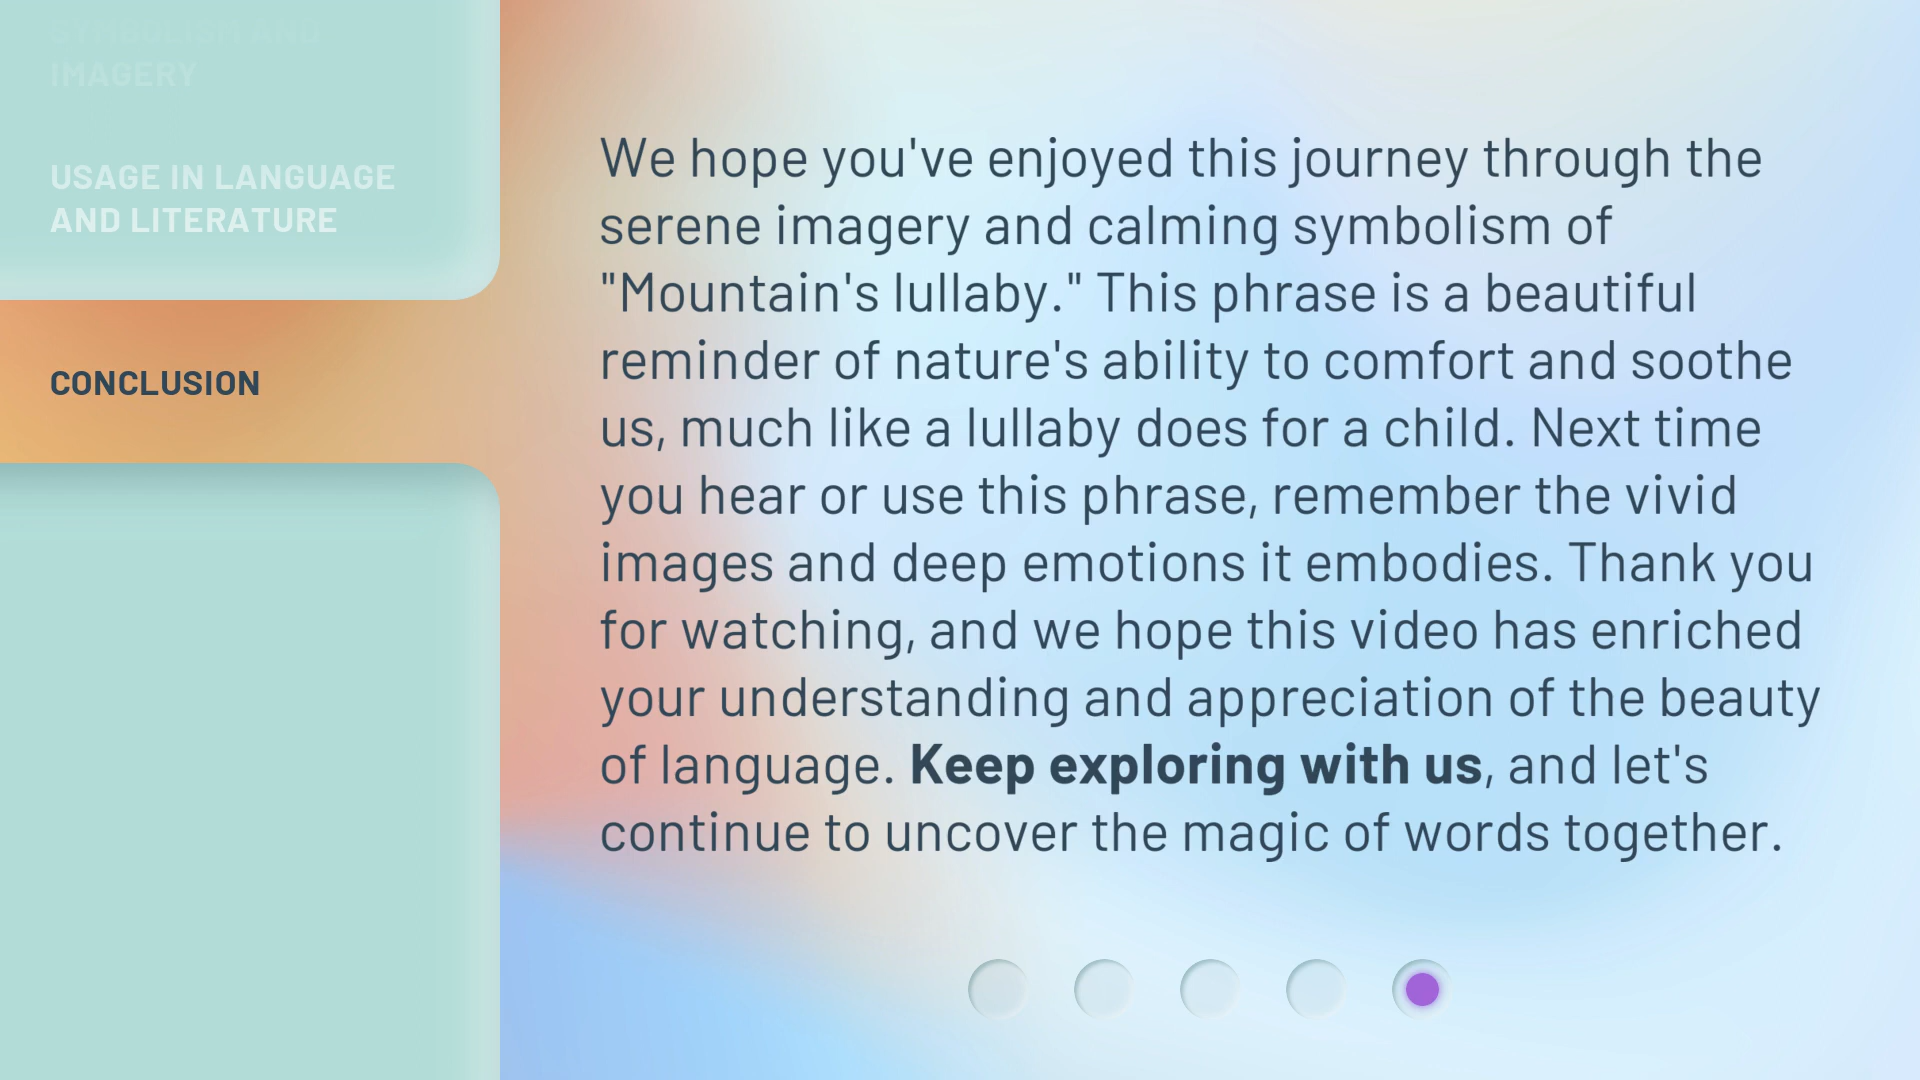 SYMBOLISM AND
IMAGERY
USAGE IN LANGUAGE
AND LITERATURE
CONCLUSION
We hope you've enjoyed this journey through the
serene imagery and calming symbolism of
"Mountain's lullaby." This phrase is a beautiful
reminder of nature's ability to comfort and soothe
us, much like a lullaby does for a child. Next time
you hear or use this phrase, remember the vivid
images and deep emotions it embodies. Thank you
for watching, and we hope this video has enriched
your understanding and appreciation of the beauty
of language. Keep exploring with us, and let's
continue to uncover the magic of words together.